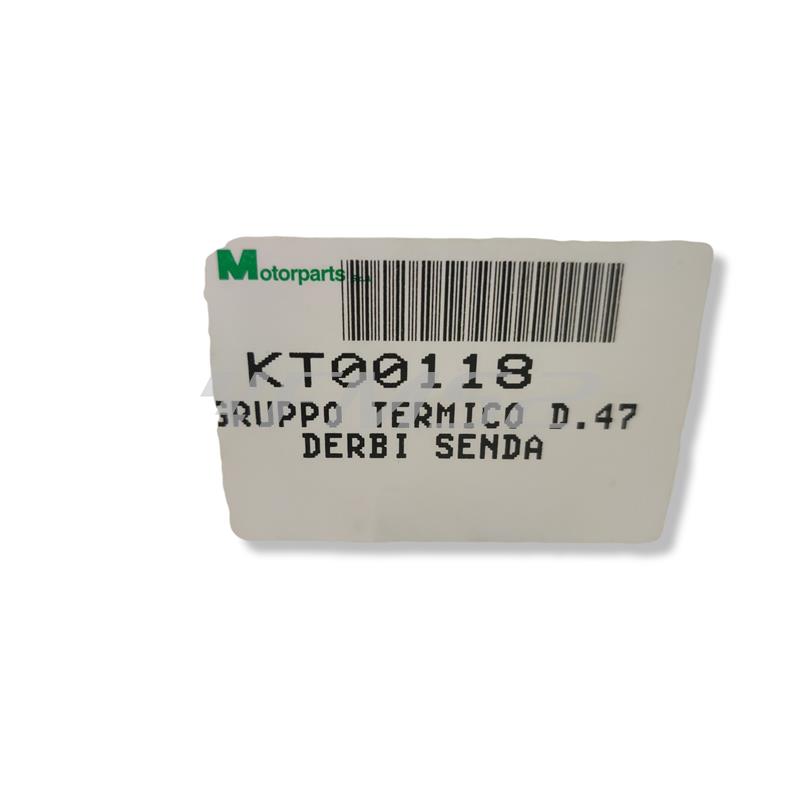 Motorparts
KT00118
GRUPPO TERMICO D.47
DERBI SENDA